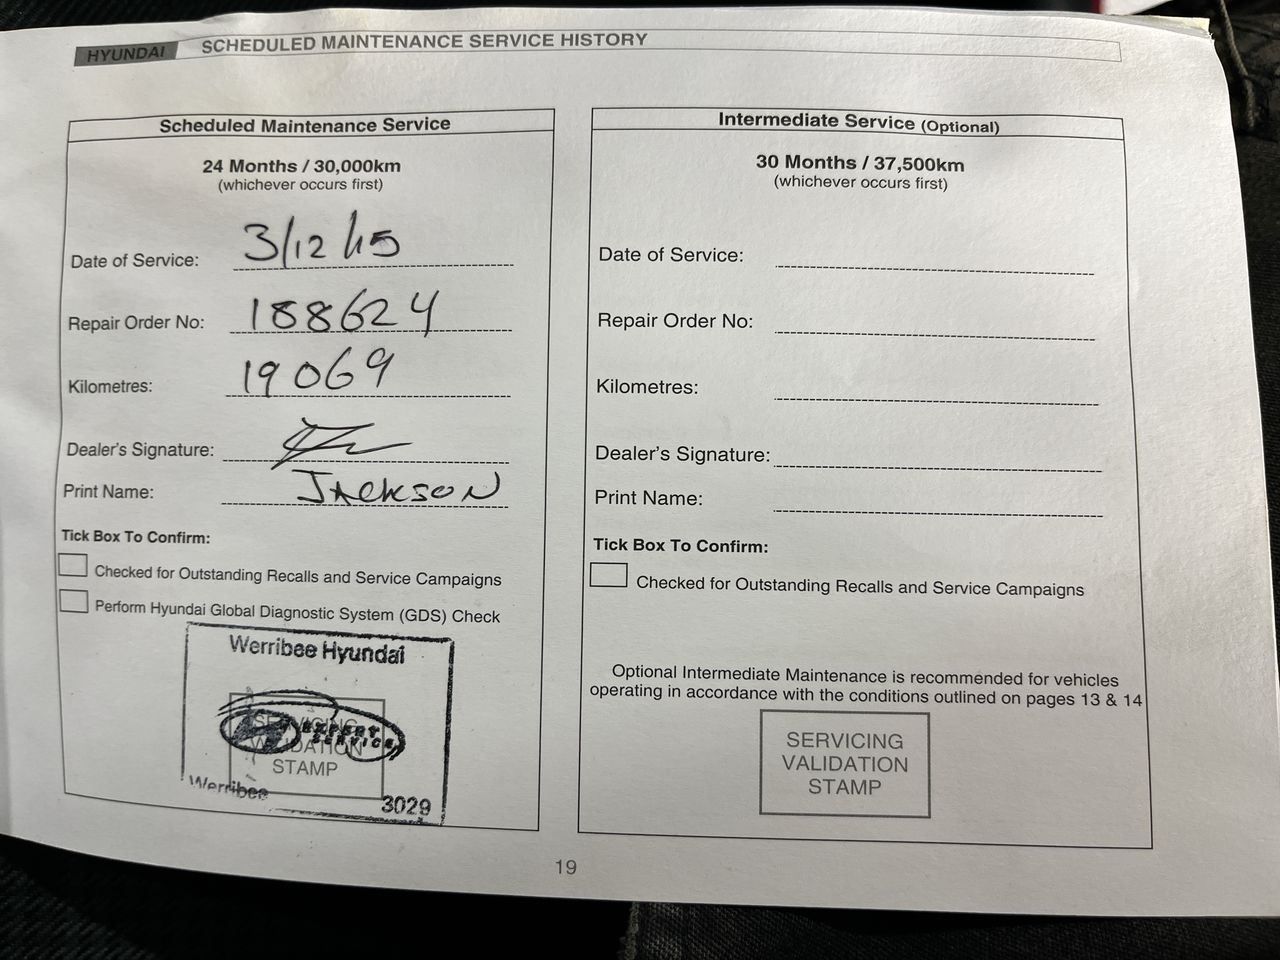 HYUNDAI SCHEDULED MAINTENANCE SERVICE HISTORY
Scheduled Maintenance Service
24 Months / 30,000km
(whichever occurs first)
Date of Service: 3/12/15
Repair Order No: 188624
Kilometres: 19069
Dealer's Signature:
Print Name: JACKSON
Tick Box To Confirm:
Checked for Outstanding Recalls and Service Campaigns
Perform Hyundai Global Diagnostic System (GDS) Check
Werribee Hyundai
SERVICING
EXPERT
SERVICE
VALIDATION
STAMP
Werribee 3029
Intermediate Service (Optional)
30 Months / 37,500km
(whichever occurs first)
Date of Service:
Repair Order No:
Kilometres:
Dealer's Signature:
Print Name:
Tick Box To Confirm:
Checked for Outstanding Recalls and Service Campaigns
Optional Intermediate Maintenance is recommended for vehicles
operating in accordance with the conditions outlined on pages 13 & 14
SERVICING
VALIDATION
STAMP
19